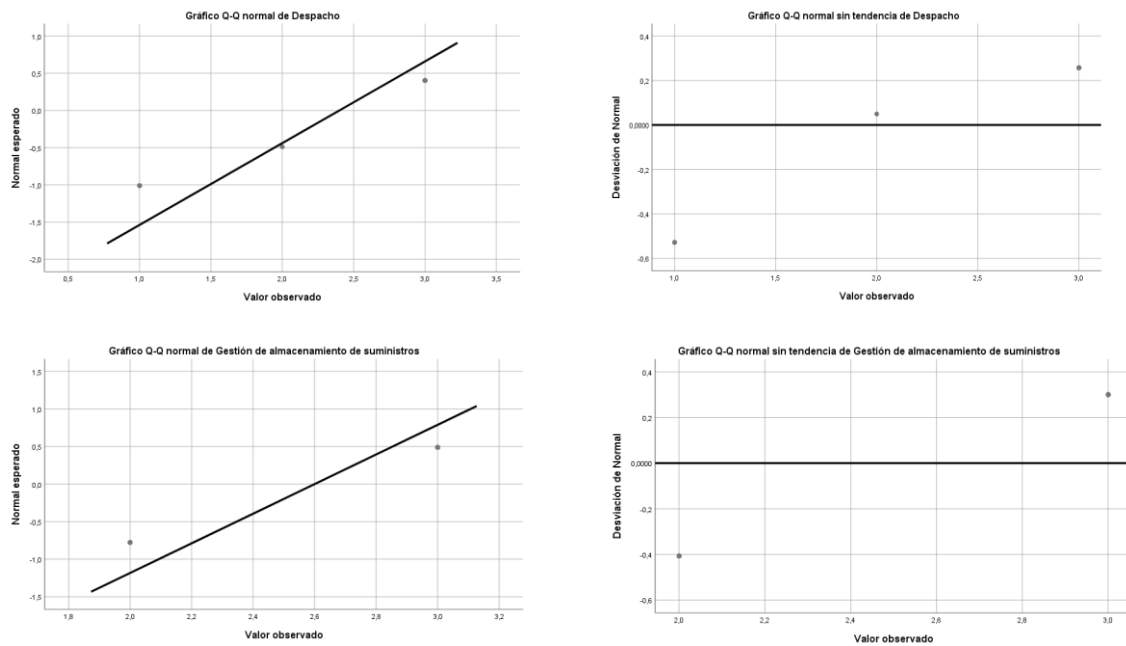 Gráfico Q-Q normal de Despacho
1,0
0,5
0,0
-0,5
-1,0
-1,5
-2,0
Normal esperado
0,5 1,0 1,5 2,0 2,5 3,0 3,5
Valor observado
Gráfico Q-Q normal sin tendencia de Despacho
0,4
0,2
0,0000
-0,2
-0,4
-0,6
Desviación de Normal
1,0 1,5 2,0 2,5 3,0
Valor observado
Gráfico Q-Q normal de Gestión de almacenamiento de suministros
1,5
1,0
0,5
0,0
-0,5
-1,0
-1,5
Normal esperado
1,8 2,0 2,2 2,4 2,6 2,8 3,0 3,2
Valor observado
Gráfico Q-Q normal sin tendencia de Gestión de almacenamiento de suministros
0,4
0,2
0,0000
-0,2
-0,4
-0,6
Desviación de Normal
2,0 2,2 2,4 2,6 2,8 3,0
Valor observado